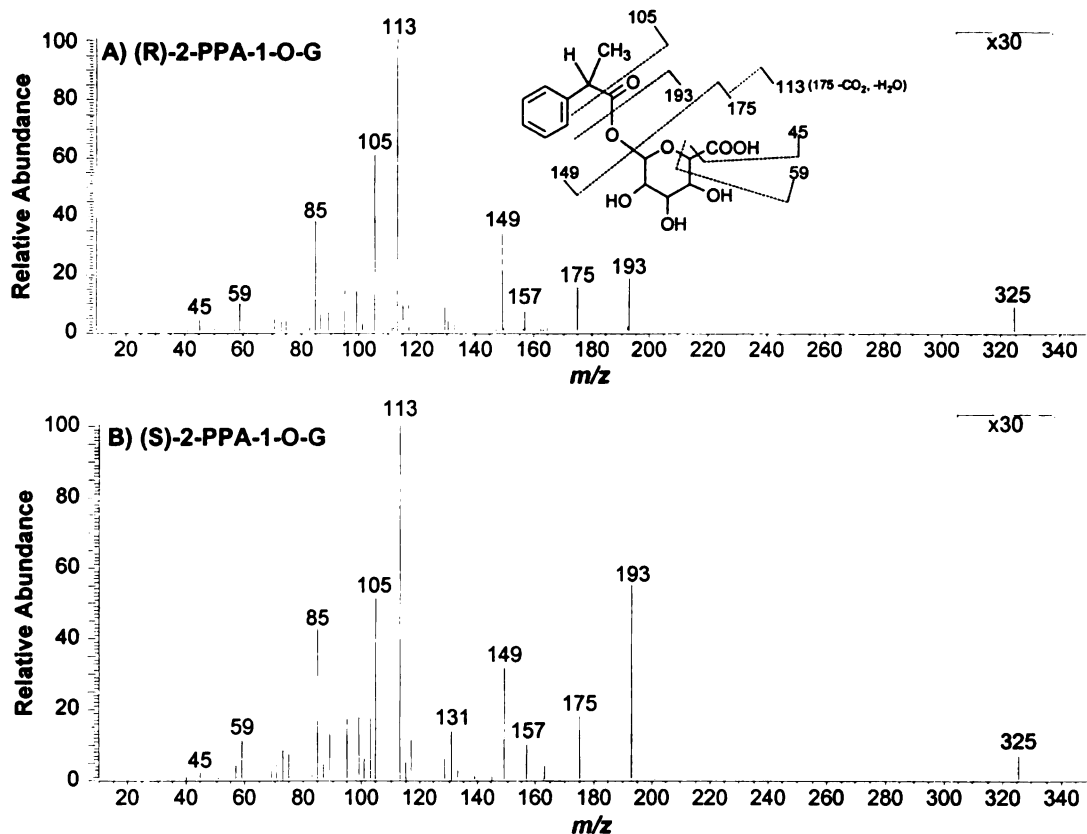 A) (R)-2-PPA-1-O-G
x30
Relative Abundance
100
80
60
40
20
0
113
105
85
45
59
149
157
175
193
325
105
H
CH₃
O
O
193
175
113 (175 -CO₂, -H₂O)
149
O
COOH
45
59
HO
OH
OH
20 40 60 80 100 120 140 160 180 200 220 240 260 280 300 320 340
m/z
B) (S)-2-PPA-1-O-G
x30
Relative Abundance
100
80
60
40
20
0
113
105
85
45
59
131
149
157
175
193
325
20 40 60 80 100 120 140 160 180 200 220 240 260 280 300 320 340
m/z